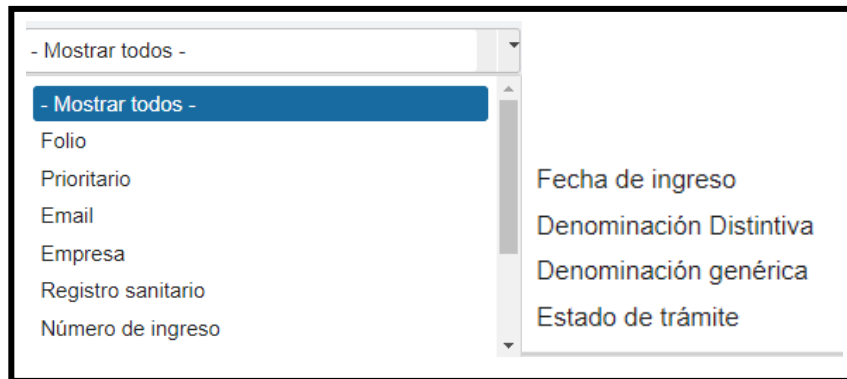 - Mostrar todos -
- Mostrar todos -
Folio
Prioritario
Email
Empresa
Registro sanitario
Número de ingreso
Fecha de ingreso
Denominación Distintiva
Denominación genérica
Estado de trámite